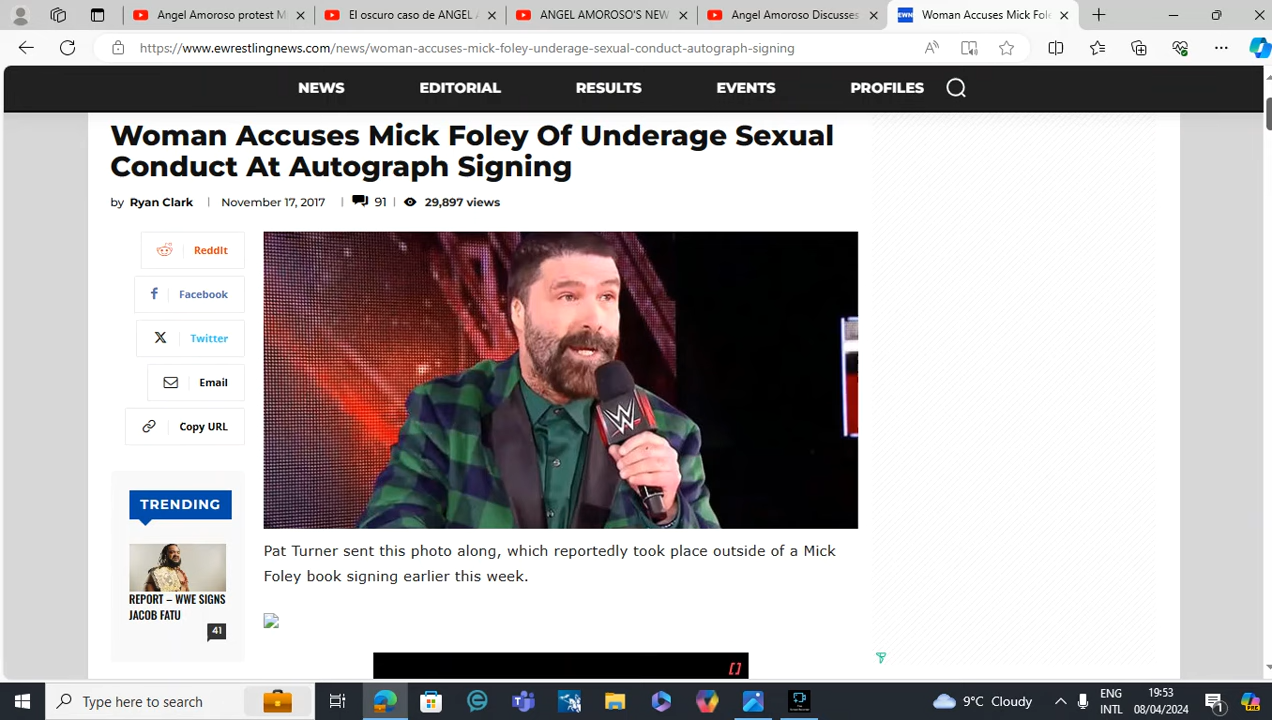 Angel Amoroso protest M
El oscuro caso de ANGEL A
ANGEL AMOROSO'S NEW
Angel Amoroso Discusses
EWN
Woman Accuses Mick Fole
https://www.ewrestlingnews.com/news/woman-accuses-mick-foley-underage-sexual-conduct-autograph-signing
NEWS EDITORIAL RESULTS EVENTS PROFILES
Woman Accuses Mick Foley Of Underage Sexual
Conduct At Autograph Signing
by Ryan Clark | November 17, 2017 | 91 | 29,897 views
ReddIt
Facebook
Twitter
Email
Copy URL
W
TRENDING
REPORT – WWE SIGNS
JACOB FATU
41
Pat Turner sent this photo along, which reportedly took place outside of a Mick
Foley book signing earlier this week.
[]
Type here to search
9°C Cloudy
ENG
INTL
19:53
08/04/2024
1
PRE